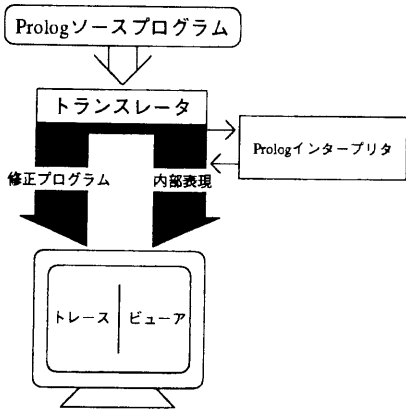 Prologソースプログラム
トランスレータ
Prologインタープリタ
修正プログラム
内部表現
トレース
ビューア